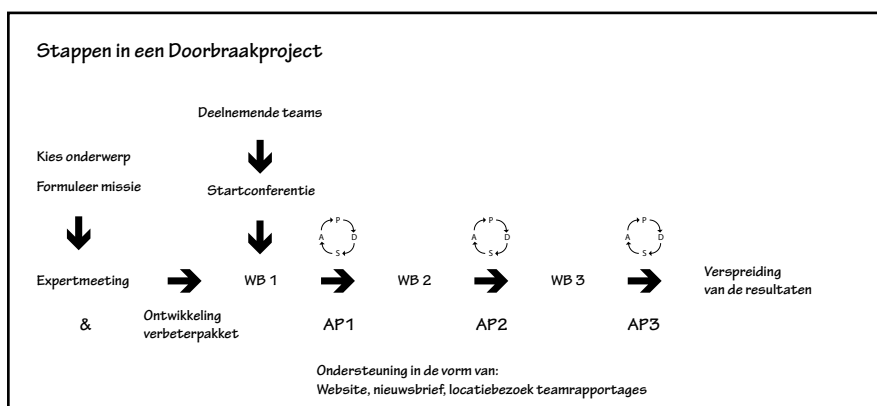 Stappen in een Doorbraakproject
Deelnemende teams
Kies onderwerp
Formuleer missie
Startconferentie
P
A D
S
P
A D
S
P
A D
S
Expertmeeting
WB 1
WB 2
WB 3
Verspreiding
van de resultaten
&
Ontwikkeling
verbeterpakket
AP1
AP2
AP3
Ondersteuning in de vorm van:
Website, nieuwsbrief, locatiebezoek teamrapportages